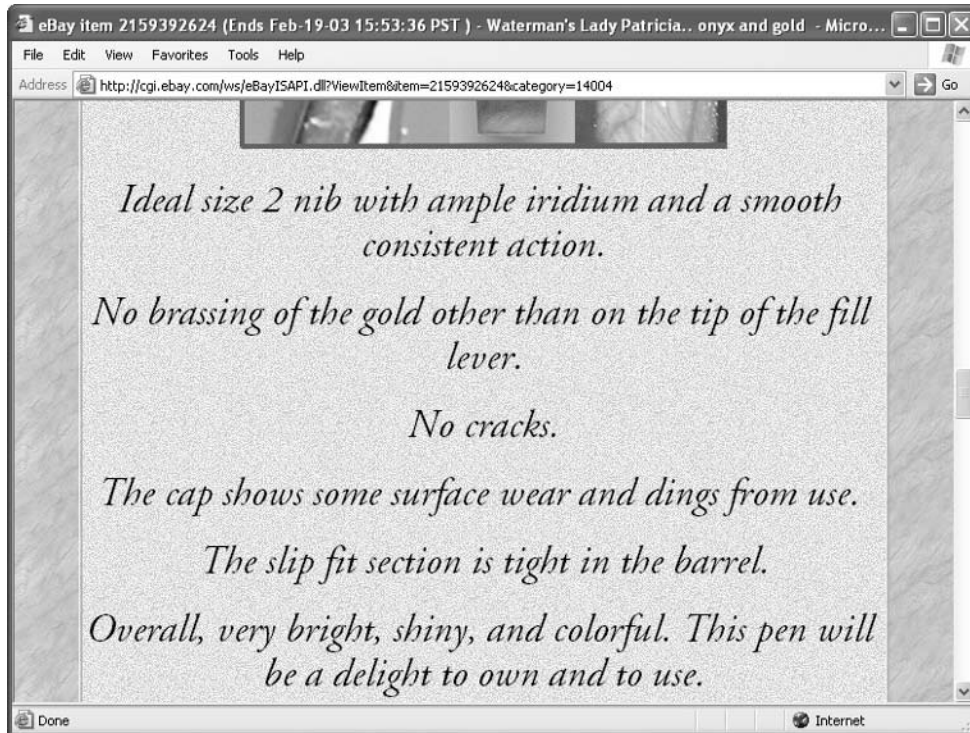 eBay item 2159392624 (Ends Feb-19-03 15:53:36 PST ) - Waterman's Lady Patricia.. onyx and gold - Micro...
File Edit View Favorites Tools Help
Address http://cgi.ebay.com/ws/eBayISAPI.dll?ViewItem&item=2159392624&category=14004 Go
Ideal size 2 nib with ample iridium and a smooth
consistent action.
No brassing of the gold other than on the tip of the fill
lever.
No cracks.
The cap shows some surface wear and dings from use.
The slip fit section is tight in the barrel.
Overall, very bright, shiny, and colorful. This pen will
be a delight to own and to use.
Done Internet